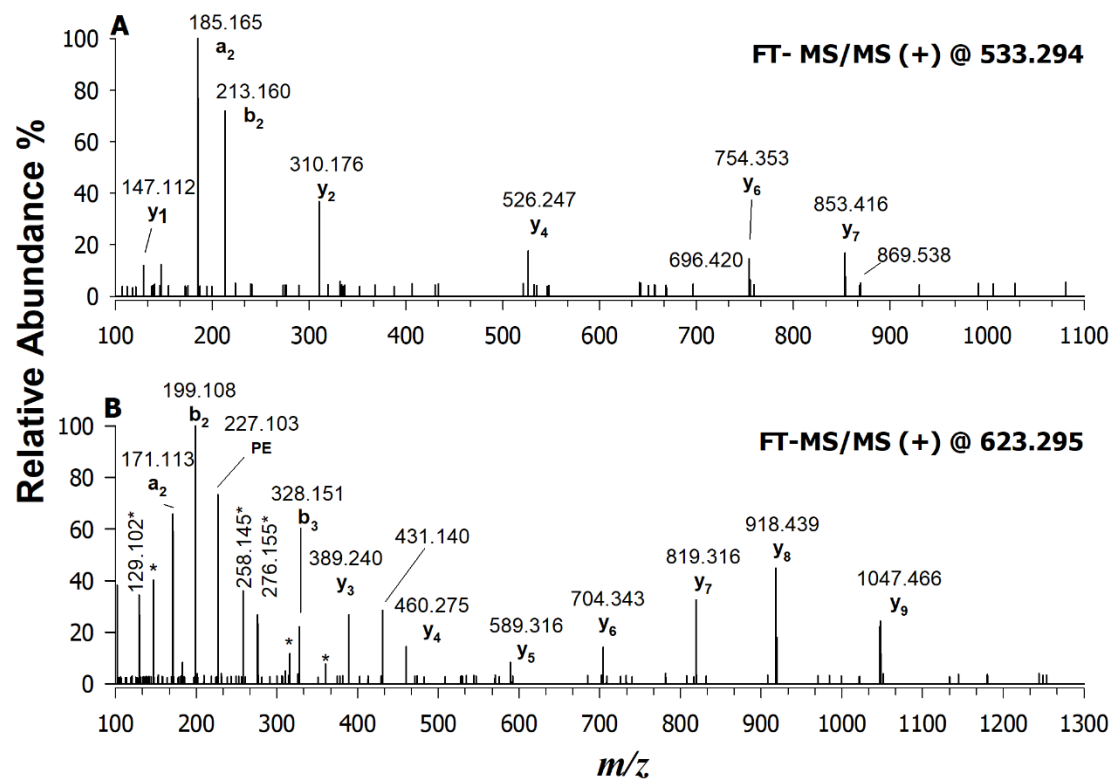 A
FT- MS/MS (+) @ 533.294
Relative Abundance %
100
80
60
40
20
0
185.165
a2
213.160
b2
147.112
y1
310.176
y2
526.247
y4
754.353
y6
696.420
853.416
y7
869.538
100 200 300 400 500 600 700 800 900 1000 1100
B
FT-MS/MS (+) @ 623.295
100
80
60
40
20
0
199.108
b2
227.103
PE
171.113
a2
129.102*
*
258.145*
276.155*
328.151
b3
*
389.240
y3
*
431.140
460.275
y4
589.316
y5
704.343
y6
819.316
y7
918.439
y8
1047.466
y9
100 200 300 400 500 600 700 800 900 1000 1100 1200 1300
m/z